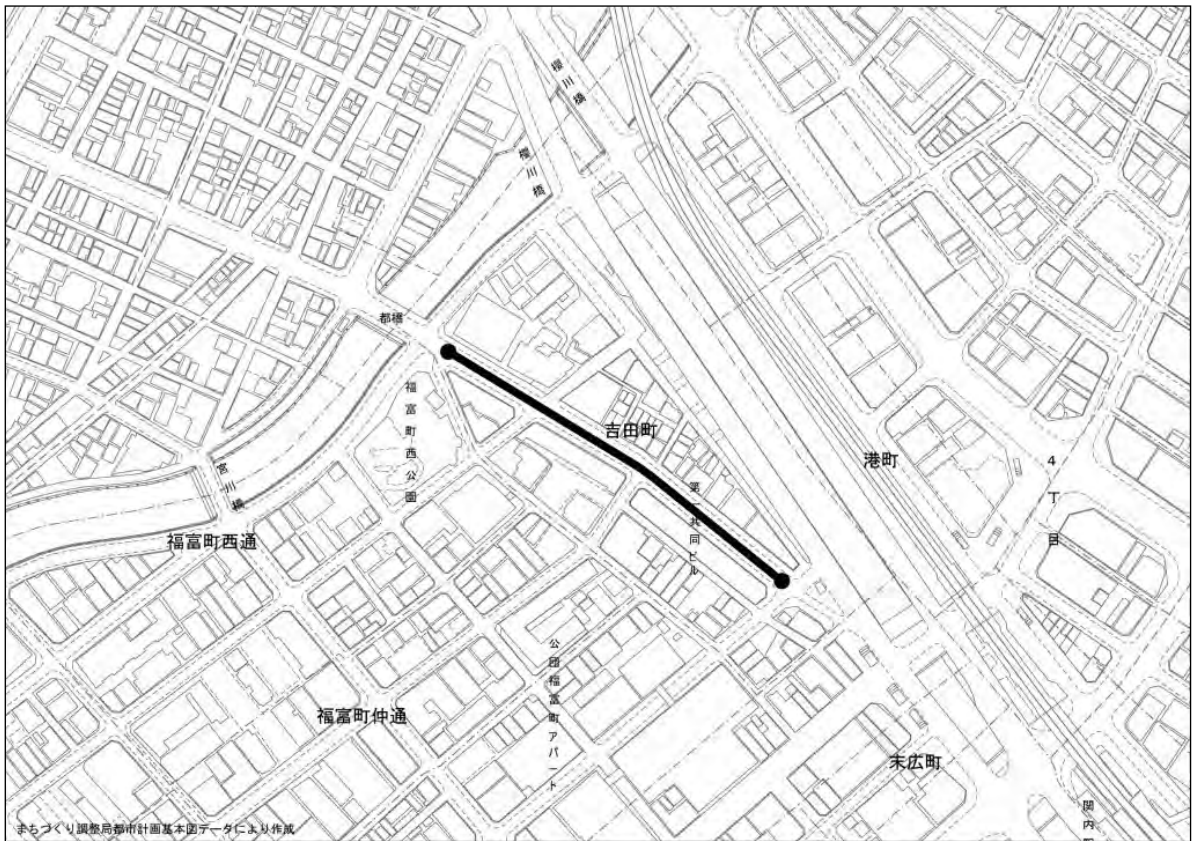 櫻川橋
櫻川橋
都橋
福富町西公園
吉田町
港町
4丁目
宮川橋
福富町西通
第一共同ビル
公団福富町アパート
福富町仲通
末広町
関内
まちづくり調整局都市計画基本図データにより作成